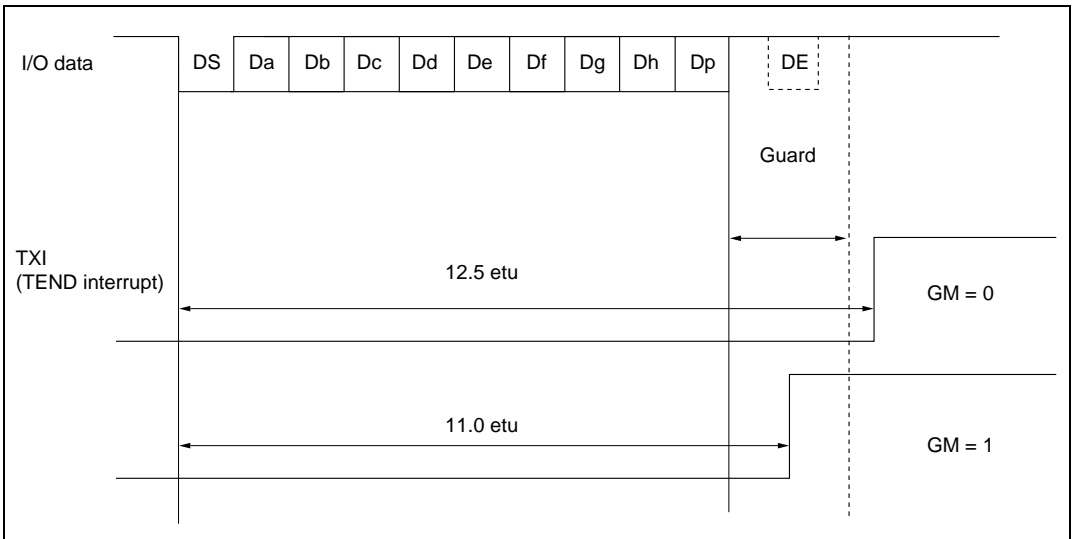 I/O data DS Da Db Dc Dd De Df Dg Dh Dp DE
Guard
TXI
(TEND interrupt)
12.5 etu
GM = 0
11.0 etu
GM = 1